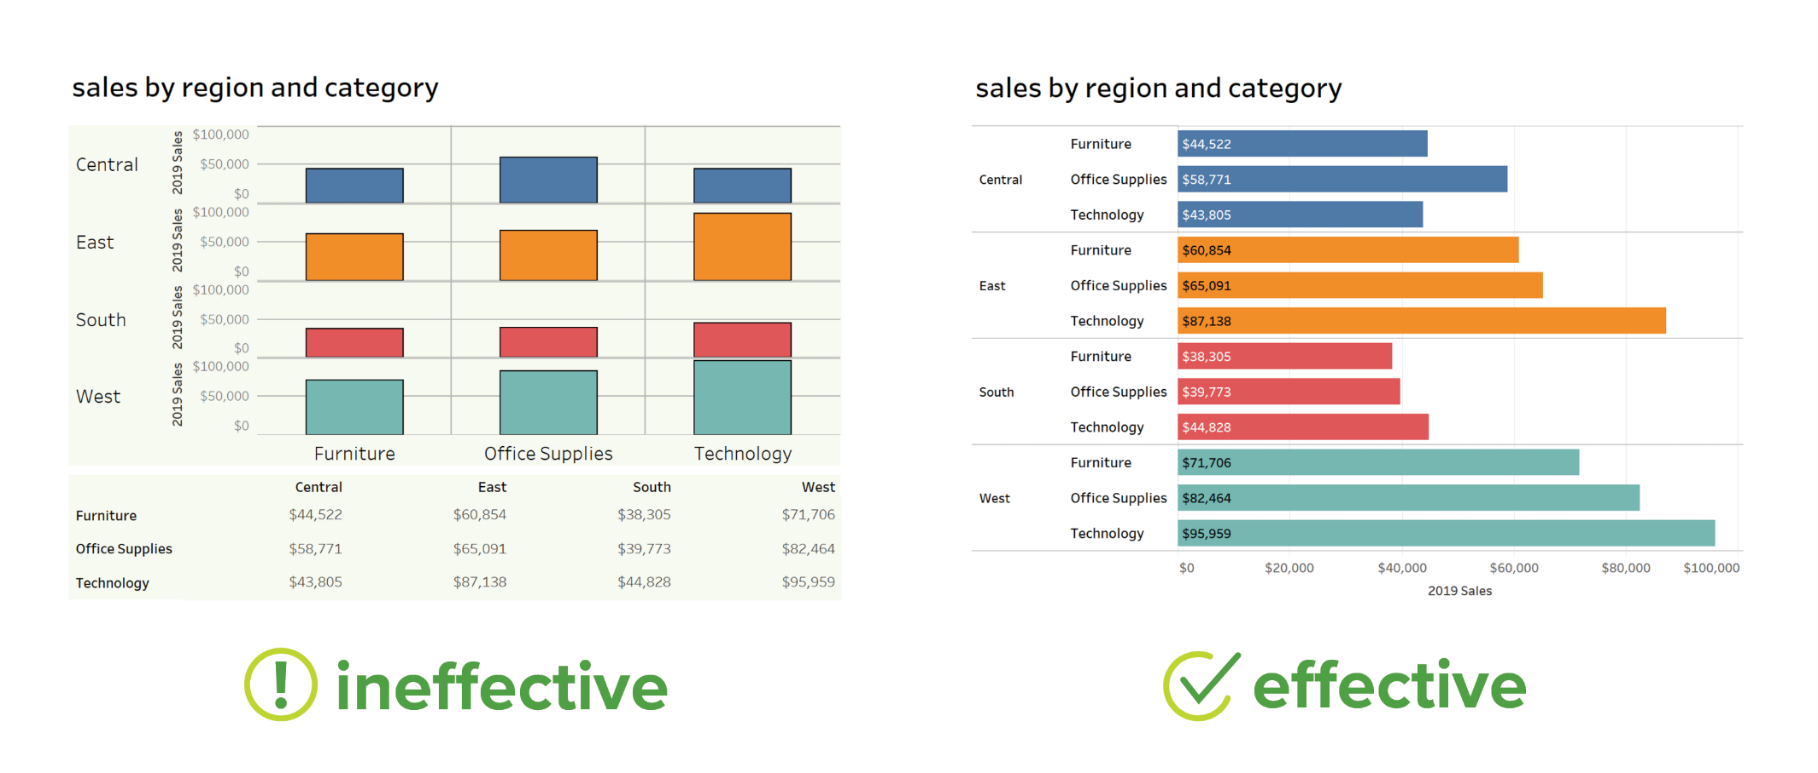 sales by region and category
Central
2019 Sales
$100,000
$50,000
$0
East
2019 Sales
$100,000
$50,000
$0
South
2019 Sales
$100,000
$50,000
$0
West
2019 Sales
$100,000
$50,000
$0
Furniture Office Supplies Technology
Central East South West
Furniture $44,522 $60,854 $38,305 $71,706
Office Supplies $58,771 $65,091 $39,773 $82,464
Technology $43,805 $87,138 $44,828 $95,959
! ineffective
sales by region and category
Furniture $44,522
Central Office Supplies $58,771
Technology $43,805
Furniture $60,854
East Office Supplies $65,091
Technology $87,138
Furniture $38,305
South Office Supplies $39,773
Technology $44,828
Furniture $71,706
West Office Supplies $82,464
Technology $95,959
$0 $20,000 $40,000 $60,000 $80,000 $100,000
2019 Sales
effective